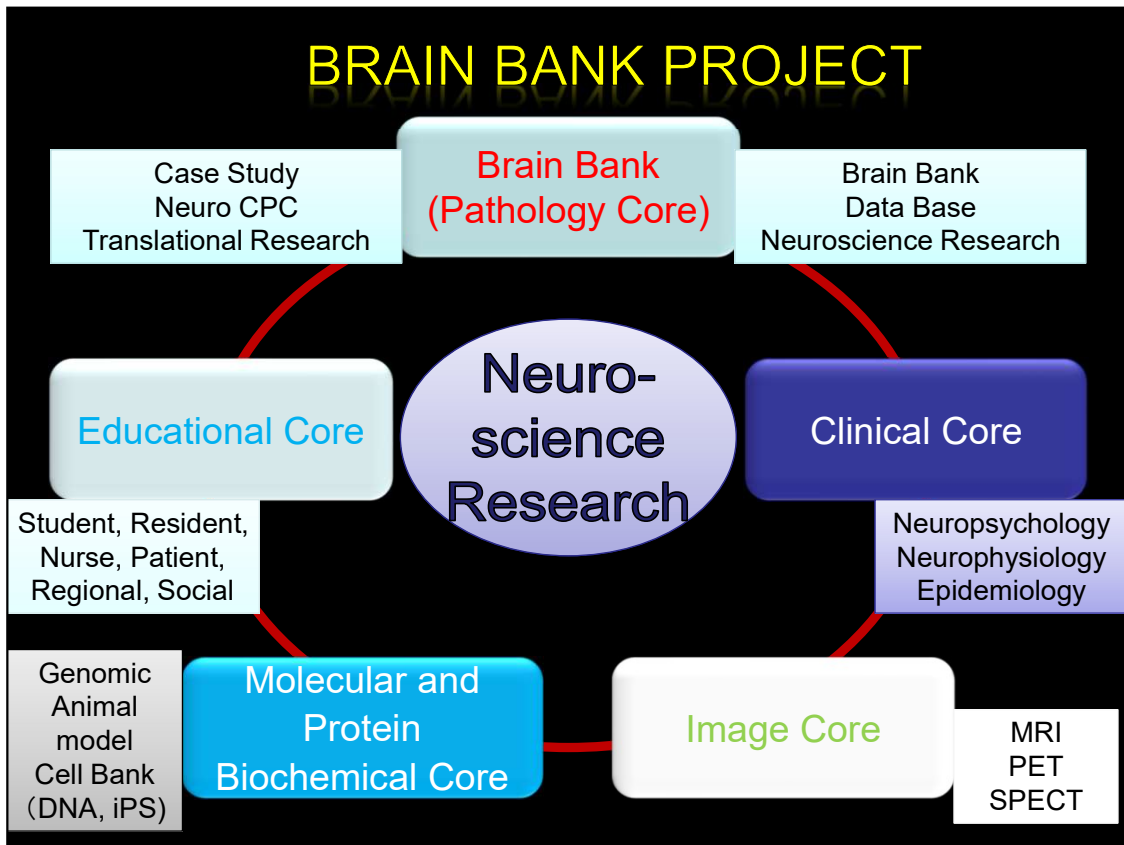 BRAIN BANK PROJECT
Case Study
Neuro CPC
Translational Research
Brain Bank
(Pathology Core)
Brain Bank
Data Base
Neuroscience Research
Educational Core
Neuro-
science
Research
Clinical Core
Student, Resident,
Nurse, Patient,
Regional, Social
Neuropsychology
Neurophysiology
Epidemiology
Genomic
Animal
model
Cell Bank
（DNA, iPS)
Molecular and
Protein
Biochemical Core
Image Core
MRI
PET
SPECT